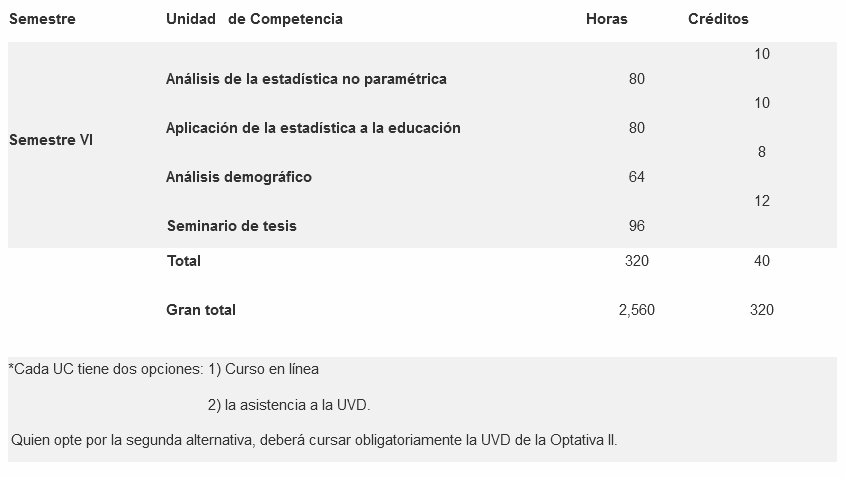 Semestre Unidad de Competencia Horas Créditos
10
Análisis de la estadística no paramétrica 80
10
Aplicación de la estadística a la educación 80
Semestre VI
8
Análisis demográfico 64
12
Seminario de tesis 96
Total 320 40
Gran total 2,560 320
*Cada UC tiene dos opciones: 1) Curso en línea
2) la asistencia a la UVD.
Quien opte por la segunda alternativa, deberá cursar obligatoriamente la UVD de la Optativa II.